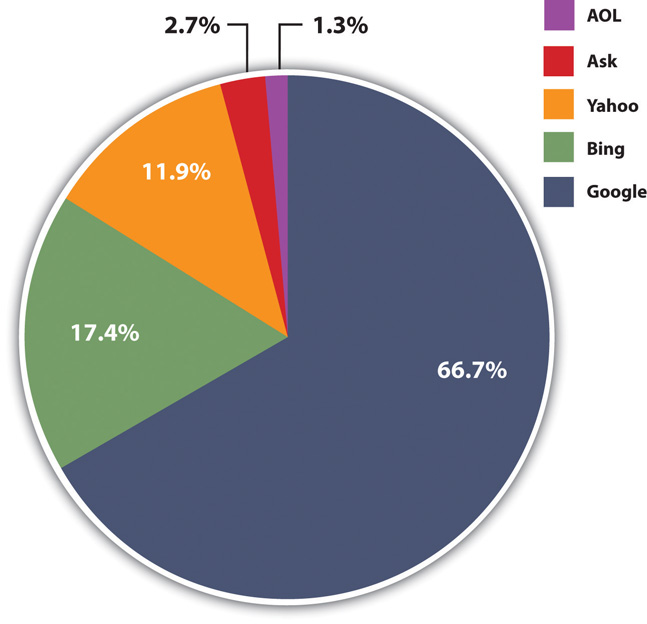 2.7%
1.3%
AOL
Ask
Yahoo
Bing
Google
11.9%
17.4%
66.7%